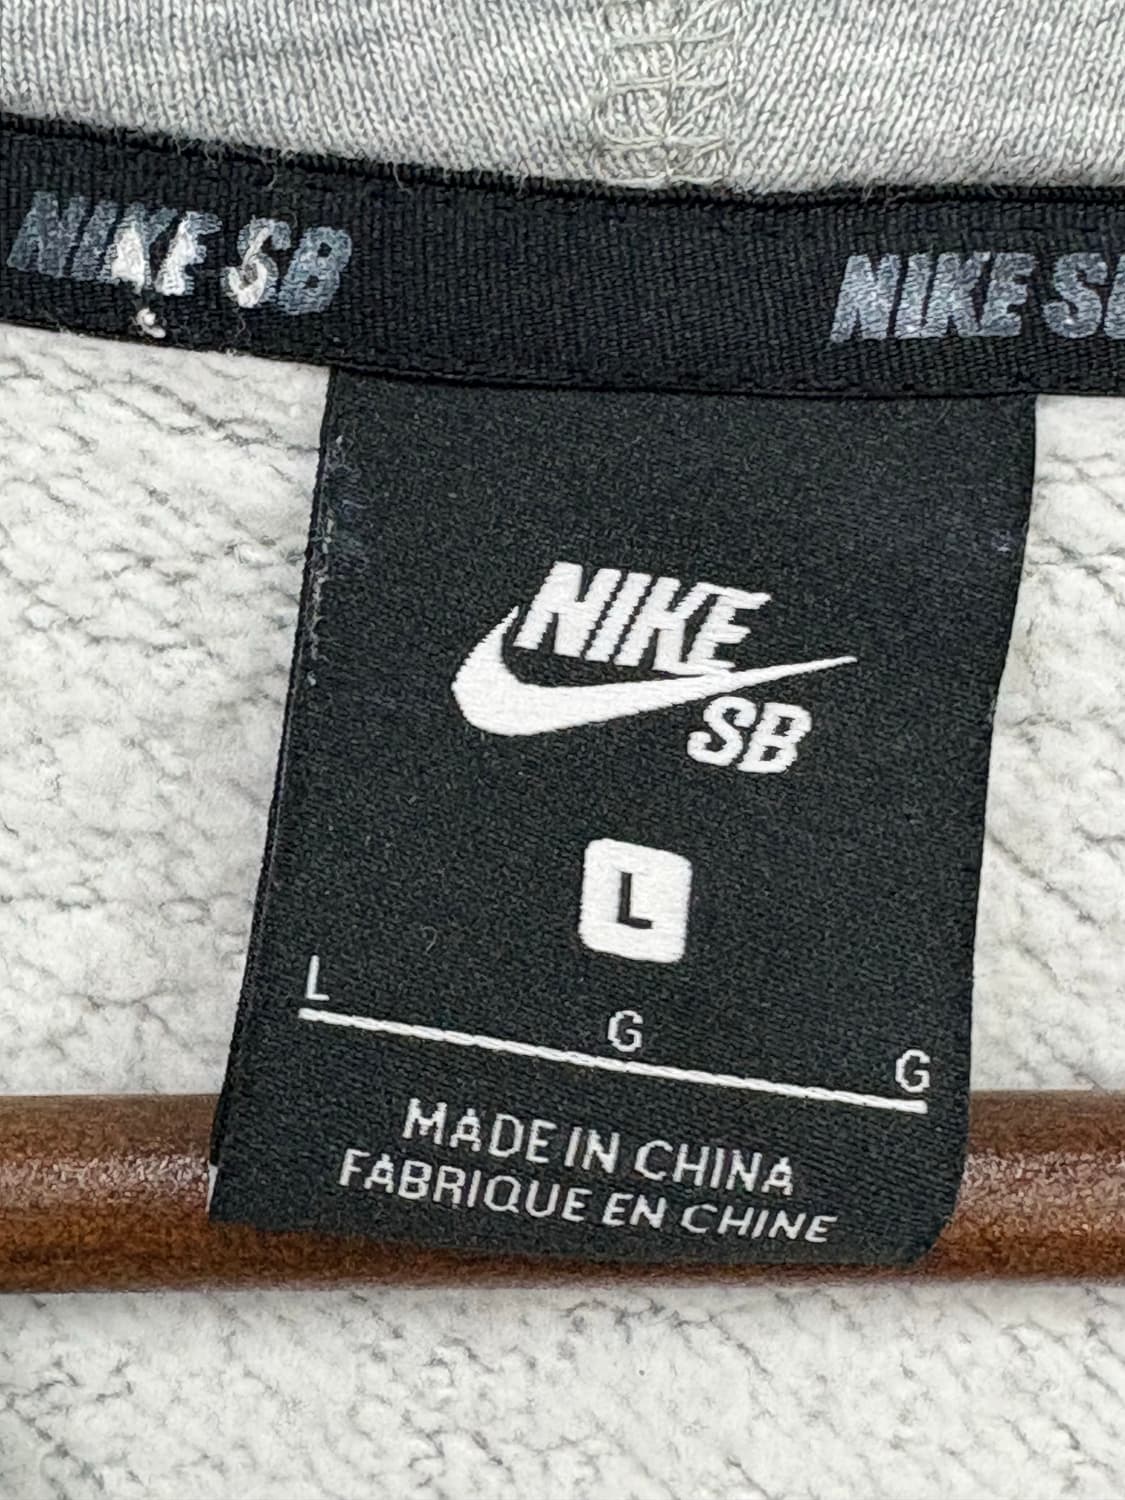 NIKE SB NIKE SB
NIKE
SB
L
L G G
MADE IN CHINA
FABRIQUE EN CHINE